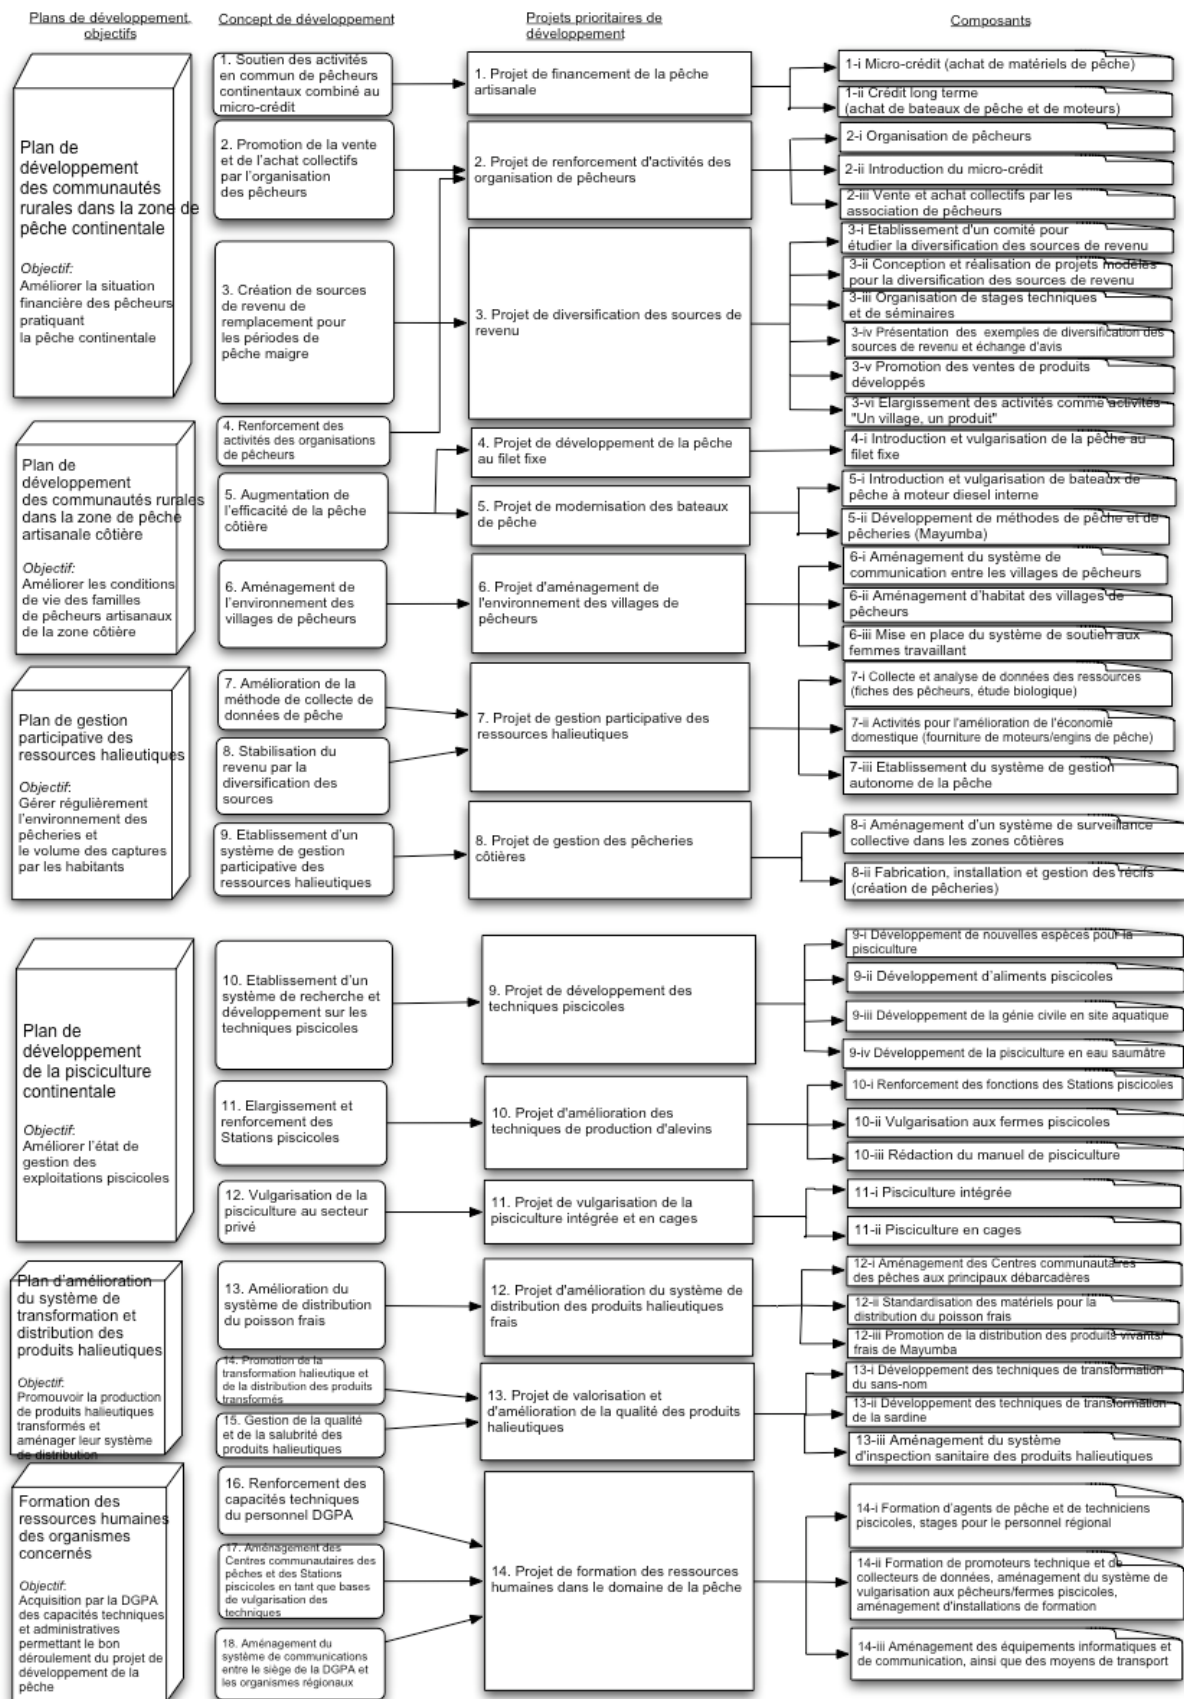 Plans de développement,
objectifs
Concept de développement
Projets prioritaires de
développement
Composants
Plan de
développement
des communautés
rurales dans la zone de
pêche continentale
Objectif:
Améliorer la situation
financière des pêcheurs
pratiquant
la pêche continentale
Plan de
développement
des communautés rurales
dans la zone de pêche
artisanale côtière
Objectif:
Améliorer les conditions
de vie des familles
de pêcheurs artisanaux
de la zone côtière
Plan de gestion
participative des
ressources halieutiques
Objectif:
Gérer régulièrement
l'environnement des
pêcheries et
le volume des captures
par les habitants
Plan de
développement
de la pisciculture
continentale
Objectif:
Améliorer l'état de
gestion des
exploitations piscicoles
Plan d'amélioration
du système de
transformation et
distribution des
produits halieutiques
Objectif:
Promouvoir la production
de produits halieutiques
transformés et
aménager leur système
de distribution
Formation des
ressources humaines
des organismes
concernés
Objectif:
Acquisition par la DGPA
des capacités techniques
et administratives
permettant le bon
déroulement du projet de
développement de la
pêche
1. Soutien des activités
en commun de pêcheurs
continentaux combiné au
micro-crédit
2. Promotion de la vente
et de l'achat collectifs
par l'organisation
des pêcheurs
3. Création de sources
de revenu de
remplacement pour
les périodes de
pêche maigre
4. Renforcement des
activités des organisations
de pêcheurs
5. Augmentation de
l'efficacité de la pêche
côtière
6. Aménagement de
l'environnement des
villages de pêcheurs
7. Amélioration de la
méthode de collecte de
données de pêche
8. Stabilisation du
revenu par la
diversification des
sources
9. Etablissement d'un
système de gestion
participative des
ressources halieutiques
10. Etablissement d'un
système de recherche et
développement sur les
techniques piscicoles
11. Elargissement et
renforcement des
Stations piscicoles
12. Vulgarisation de la
pisciculture au secteur
privé
13. Amélioration du
système de distribution
du poisson frais
14. Promotion de la
transformation halieutique et
de la distribution des produits
transformés
15. Gestion de la qualité
et de la salubrité des
produits halieutiques
16. Renforcement des
capacités techniques
du personnel DGPA
17. Aménagement des
Centres communautaires des
pêches et des Stations
piscicoles en tant que bases
de vulgarisation des
techniques
18. Aménagement du
système de communications
entre le siège de la DGPA et
les organismes régionaux
1. Projet de financement de la pêche
artisanale
2. Projet de renforcement d'activités des
organisation de pêcheurs
3. Projet de diversification des sources de
revenu
4. Projet de développement de la pêche
au filet fixe
5. Projet de modernisation des bateaux
de pêche
6. Projet d'aménagement de
l'environnement des villages de
pêcheurs
7. Projet de gestion participative des
ressources halieutiques
8. Projet de gestion des pêcheries
côtières
9. Projet de développement des
techniques piscicoles
10. Projet d'amélioration des
techniques de production d'alevins
11. Projet de vulgarisation de la
pisciculture intégrée et en cages
12. Projet d'amélioration du système de
distribution des produits halieutiques
frais
13. Projet de valorisation et
d'amélioration de la qualité des produits
halieutiques
14. Projet de formation des ressources
humaines dans le domaine de la pêche
1-i Micro-crédit (achat de matériels de pêche)
1-ii Crédit long terme
(achat de bateaux de pêche et de moteurs)
2-i Organisation de pêcheurs
2-ii Introduction du micro-crédit
2-iii Vente et achat collectifs par les
association de pêcheurs
3-i Etablissement d'un comité pour
étudier la diversification des sources de revenu
3-ii Conception et réalisation de projets modèles
pour la diversification des sources de revenu
3-iii Organisation de stages techniques
et de séminaires
3-iv Présentation des exemples de diversification des
sources de revenu et échange d'avis
3-v Promotion des ventes de produits
développés
3-vi Elargissement des activités comme activités
"Un village, un produit"
4-i Introduction et vulgarisation de la pêche au
filet fixe
5-i Introduction et vulgarisation de bateaux de
pêche à moteur diesel interne
5-ii Développement de méthodes de pêche et de
pêcheries (Mayumba)
6-i Aménagement du système de
communication entre les villages de pêcheurs
6-ii Aménagement d'habitat des villages de
pêcheurs
6-iii Mise en place du système de soutien aux
femmes travaillant
7-i Collecte et analyse de données des ressources
(fiches des pêcheurs, étude biologique)
7-ii Activités pour l'amélioration de l'économie
domestique (fourniture de moteurs/engins de pêche)
7-iii Etablissement du système de gestion
autonome de la pêche
8-i Aménagement d'un système de surveillance
collective dans les zones côtières
8-ii Fabrication, installation et gestion des récifs
(création de pêcheries)
9-i Développement de nouvelles espèces pour la
pisciculture
9-ii Développement d'aliments piscicoles
9-iii Développement de la génie civile en site aquatique
9-iv Développement de la pisciculture en eau saumâtre
10-i Renforcement des fonctions des Stations piscicoles
10-ii Vulgarisation aux fermes piscicoles
10-iii Rédaction du manuel de pisciculture
11-i Pisciculture intégrée
11-ii Pisciculture en cages
12-i Aménagement des Centres communautaires
des pêches aux principaux débarcadères
12-ii Standardisation des matériels pour la
distribution du poisson frais
12-iii Promotion de la distribution des produits vivants/
frais de Mayumba
13-i Développement des techniques de transformation
du sans-nom
13-ii Développement des techniques de transformation
de la sardine
13-iii Aménagement du système
d'inspection sanitaire des produits halieutiques
14-i Formation d'agents de pêche et de techniciens
piscicoles, stages pour le personnel régional
14-ii Formation de promoteurs technique et de
collecteurs de données, aménagement du système de
vulgarisation aux pêcheurs/fermes piscicoles,
aménagement d'installations de formation
14-iii Aménagement des équipements informatiques et
de communication, ainsi que des moyens de transport